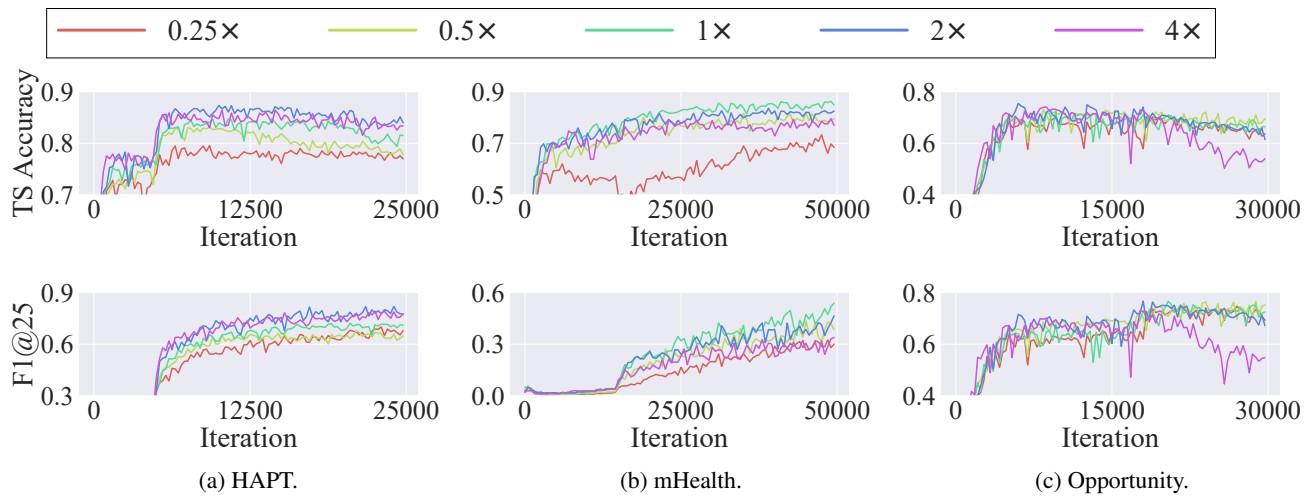 0.25× 0.5× 1× 2× 4×
TS Accuracy
0.9 0.8 0.7
0 12500 25000
Iteration
0.9 0.7 0.5
0 25000 50000
Iteration
0.8 0.6 0.4
0 15000 30000
Iteration
F1@25
0.9 0.6 0.3
0 12500 25000
Iteration
0.6 0.3 0.0
0 25000 50000
Iteration
0.8 0.6 0.4
0 15000 30000
Iteration
(a) HAPT.
(b) mHealth.
(c) Opportunity.